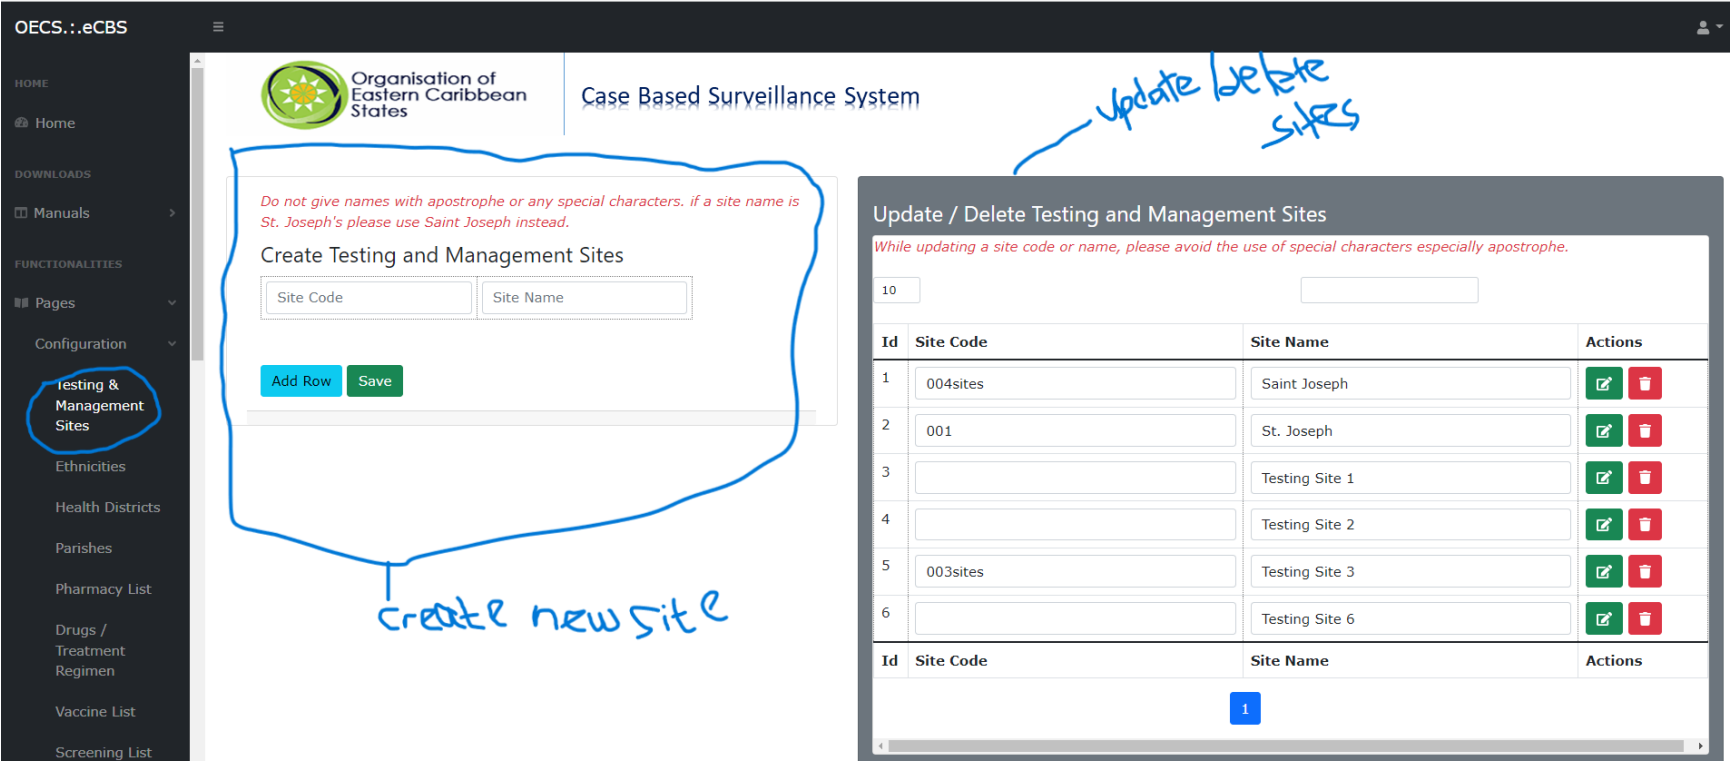 OECS.:.eCBS
HOME
Home
DOWNLOADS
Manuals
FUNCTIONALITIES
Pages
Configuration
Testing &
Management
Sites
Ethnicities
Health Districts
Parishes
Pharmacy List
Drugs /
Treatment
Regimen
Vaccine List
Screening List
Organisation of
Eastern Caribbean
States
Case Based Surveillance System
update Delete
sites
Do not give names with apostrophe or any special characters. if a site name is
St. Joseph's please use Saint Joseph instead.
Create Testing and Management Sites
Site Code Site Name
Add Row Save
create new site
Update / Delete Testing and Management Sites
While updating a site code or name, please avoid the use of special characters especially apostrophe.
10
Id Site Code Site Name Actions
1 004sites Saint Joseph
2 001 St. Joseph
3 Testing Site 1
4 Testing Site 2
5 003sites Testing Site 3
6 Testing Site 6
Id Site Code Site Name Actions
1